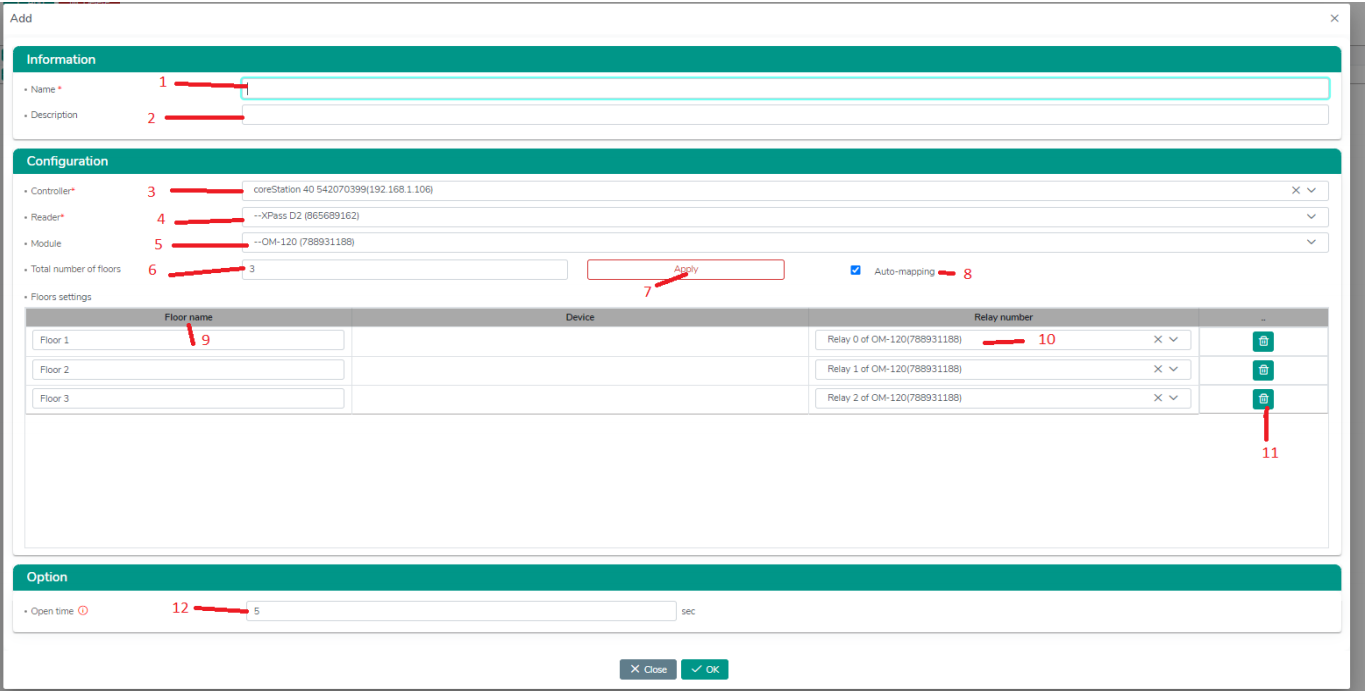 Add
Information
• Name *
1
• Description
2
Configuration
• Controller*
3
coreStation 40 542070399(192.168.1.106)
• Reader*
4
--XPass D2 (865689162)
• Module
5
--OM-120 (788931188)
• Total number of floors
6
3
Apply
7
Auto-mapping
8
• Floors settings
Floor name Device Relay number ..
9
Floor 1 Relay 0 of OM-120(788931188)
10
Floor 2 Relay 1 of OM-120(788931188)
Floor 3 Relay 2 of OM-120(788931188)
11
Option
• Open time
12
5 sec
Close OK